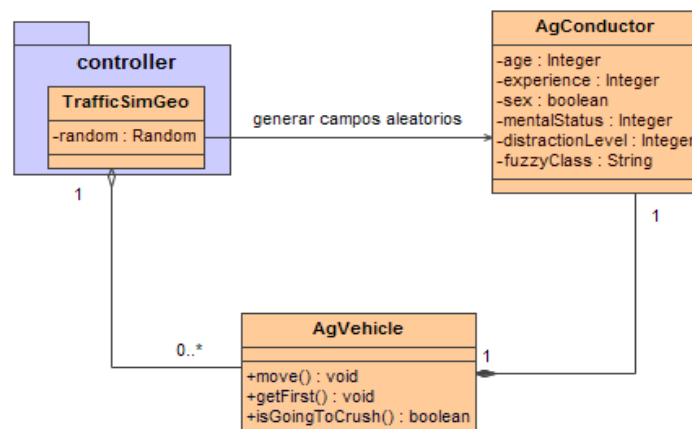 controller
TrafficSimGeo
-random : Random
1
generar campos aleatorios
AgConductor
-age : Integer
-experience : Integer
-sex : boolean
-mentalStatus : Integer
-distractionLevel : Integer
-fuzzyClass : String
1
0..*
AgVehicle
+move() : void
+getFirst() : void
+isGoingToCrush() : boolean
1